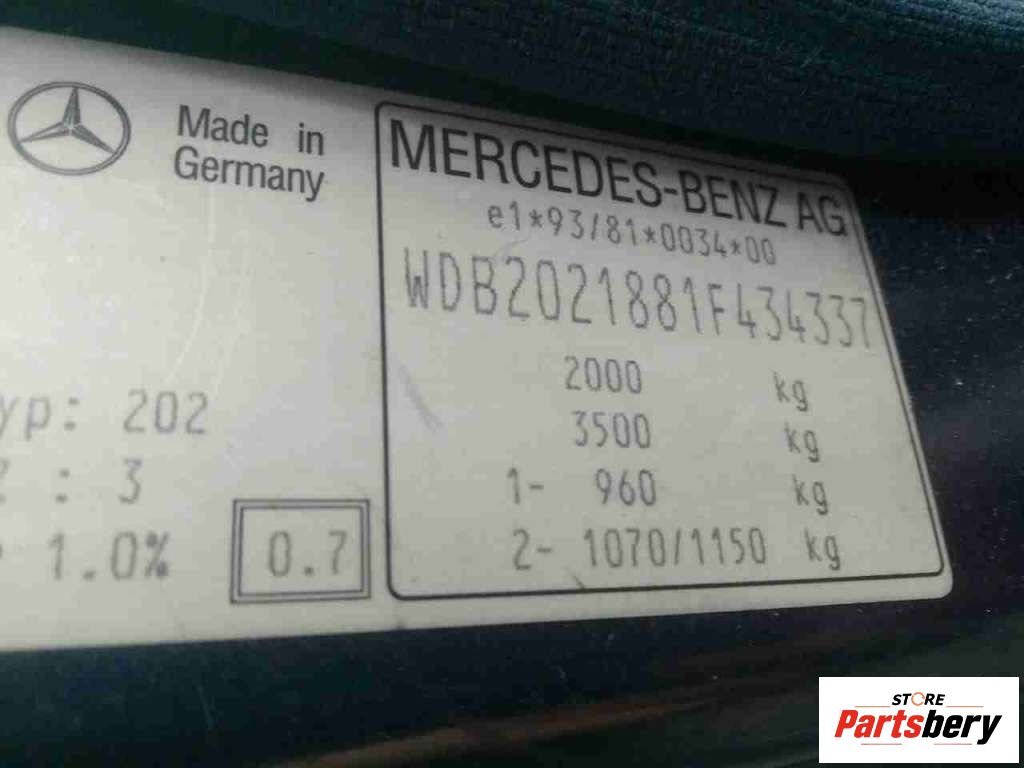 Made in
Germany
MERCEDES-BENZ AG
e1*93/81*0034*00
WDB2021881F434337
2000 kg
3500 kg
1- 960 kg
2- 1070/1150 kg
yp: 202
: 3
1.0% 0.7
STORE
Partsbery